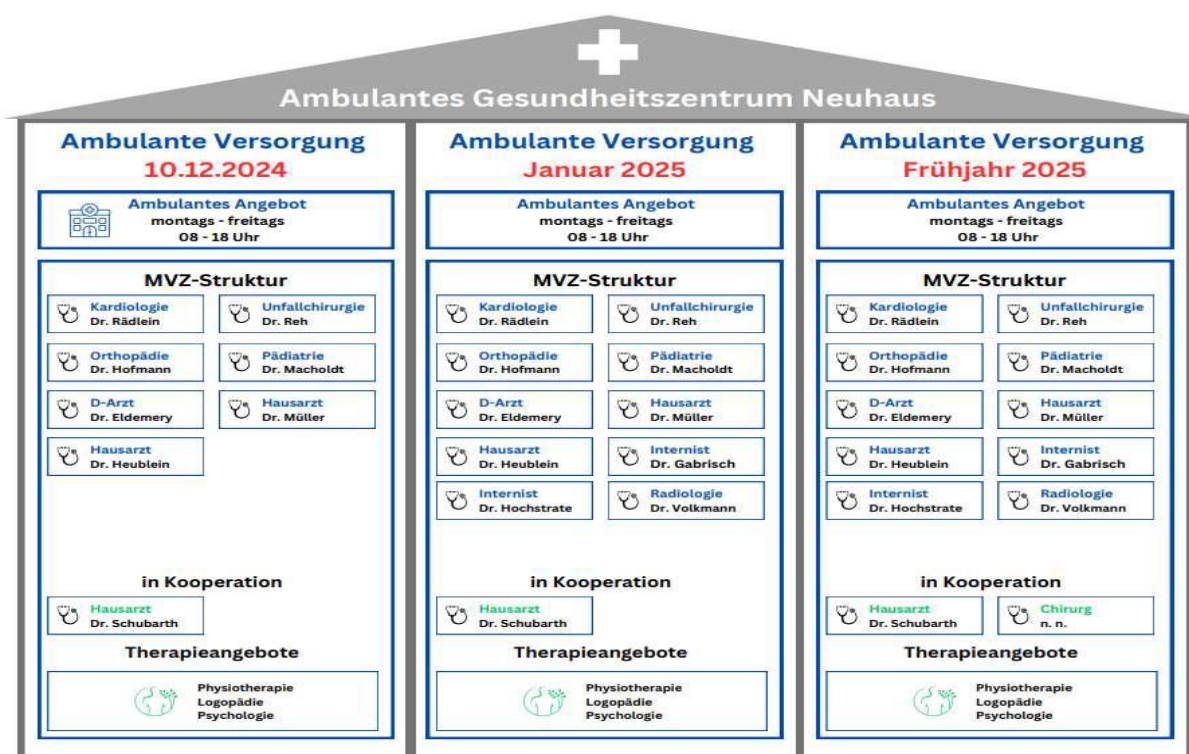 Ambulantes Gesundheitszentrum Neuhaus
Ambulante Versorgung
10.12.2024
Ambulantes Angebot
montags - freitags
08 - 18 Uhr
MVZ-Struktur
Kardiologie
Dr. Rädlein
Unfallchirurgie
Dr. Reh
Orthopädie
Dr. Hofmann
Pädiatrie
Dr. Macholdt
D-Arzt
Dr. Eldemery
Hausarzt
Dr. Müller
Hausarzt
Dr. Heublein
in Kooperation
Hausarzt
Dr. Schubarth
Therapieangebote
Physiotherapie
Logopädie
Psychologie
Ambulante Versorgung
Januar 2025
Ambulantes Angebot
montags - freitags
08 - 18 Uhr
MVZ-Struktur
Kardiologie
Dr. Rädlein
Unfallchirurgie
Dr. Reh
Orthopädie
Dr. Hofmann
Pädiatrie
Dr. Macholdt
D-Arzt
Dr. Eldemery
Hausarzt
Dr. Müller
Hausarzt
Dr. Heublein
Internist
Dr. Gabrisch
Internist
Dr. Hochstrate
Radiologie
Dr. Volkmann
in Kooperation
Hausarzt
Dr. Schubarth
Therapieangebote
Physiotherapie
Logopädie
Psychologie
Ambulante Versorgung
Frühjahr 2025
Ambulantes Angebot
montags - freitags
08 - 18 Uhr
MVZ-Struktur
Kardiologie
Dr. Rädlein
Unfallchirurgie
Dr. Reh
Orthopädie
Dr. Hofmann
Pädiatrie
Dr. Macholdt
D-Arzt
Dr. Eldemery
Hausarzt
Dr. Müller
Hausarzt
Dr. Heublein
Internist
Dr. Gabrisch
Internist
Dr. Hochstrate
Radiologie
Dr. Volkmann
in Kooperation
Hausarzt
Dr. Schubarth
Chirurg
n. n.
Therapieangebote
Physiotherapie
Logopädie
Psychologie